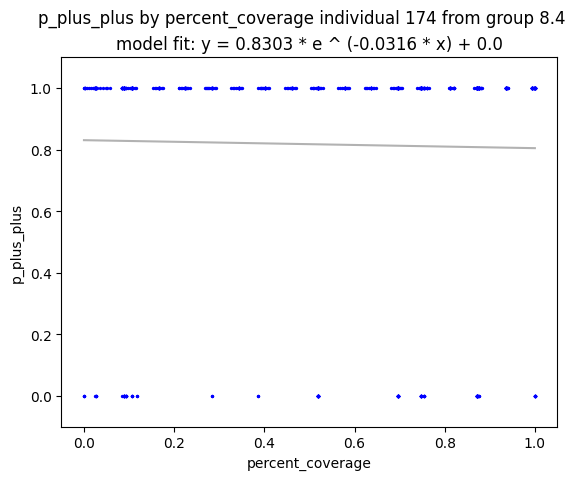 p_plus_plus by percent_coverage individual 174 from group 8.4
model fit: y = 0.8303 * e ^ (-0.0316 * x) + 0.0
1.0
0.8
0.6
0.4
0.2
0.0
p_plus_plus
0.0 0.2 0.4 0.6 0.8 1.0
percent_coverage